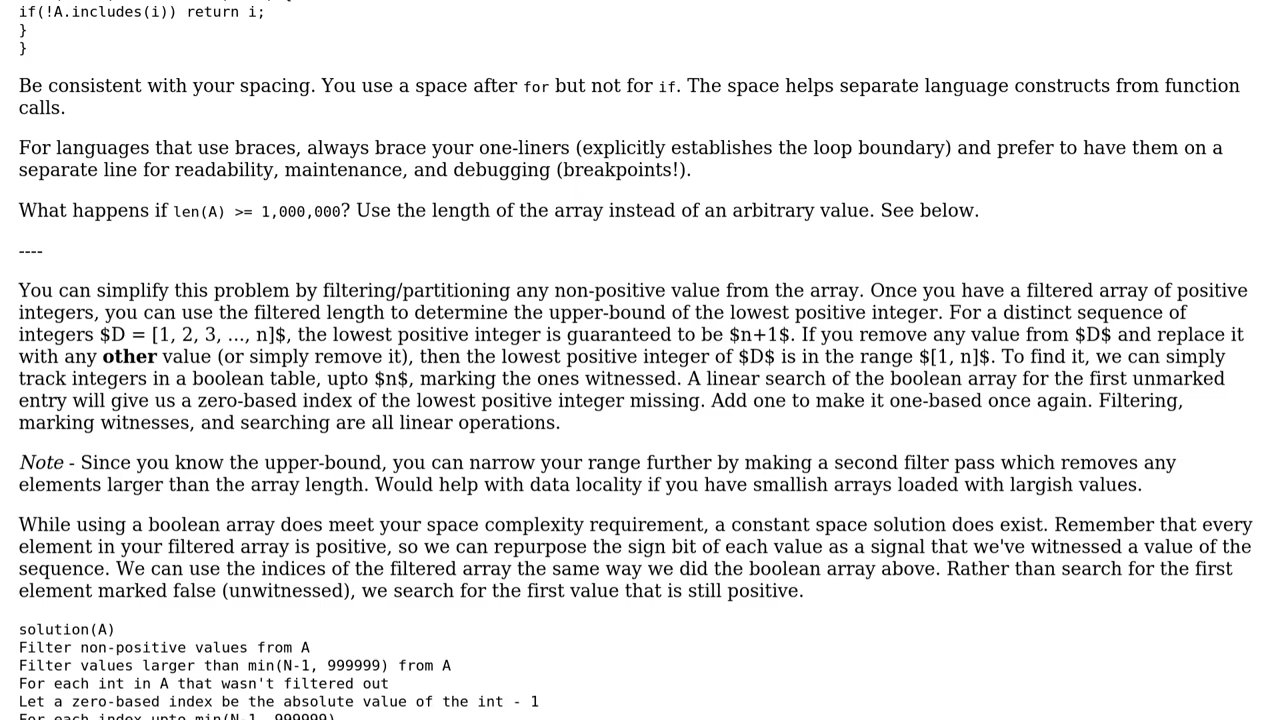 if(!A.includes(i)) return i;
}
}
Be consistent with your spacing. You use a space after for but not for if. The space helps separate language constructs from function
calls.
For languages that use braces, always brace your one-liners (explicitly establishes the loop boundary) and prefer to have them on a
separate line for readability, maintenance, and debugging (breakpoints!).
What happens if len(A) >= 1,000,000? Use the length of the array instead of an arbitrary value. See below.
----
You can simplify this problem by filtering/partitioning any non-positive value from the array. Once you have a filtered array of positive
integers, you can use the filtered length to determine the upper-bound of the lowest positive integer. For a distinct sequence of
integers $D = [1, 2, 3, ..., n]$, the lowest positive integer is guaranteed to be $n+1$. If you remove any value from $D$ and replace it
with any other value (or simply remove it), then the lowest positive integer of $D$ is in the range $[1, n]$. To find it, we can simply
track integers in a boolean table, upto $n$, marking the ones witnessed. A linear search of the boolean array for the first unmarked
entry will give us a zero-based index of the lowest positive integer missing. Add one to make it one-based once again. Filtering,
marking witnesses, and searching are all linear operations.
Note - Since you know the upper-bound, you can narrow your range further by making a second filter pass which removes any
elements larger than the array length. Would help with data locality if you have smallish arrays loaded with largish values.
While using a boolean array does meet your space complexity requirement, a constant space solution does exist. Remember that every
element in your filtered array is positive, so we can repurpose the sign bit of each value as a signal that we've witnessed a value of the
sequence. We can use the indices of the filtered array the same way we did the boolean array above. Rather than search for the first
element marked false (unwitnessed), we search for the first value that is still positive.
solution(A)
Filter non-positive values from A
Filter values larger than min(N-1, 999999) from A
For each int in A that wasn't filtered out
Let a zero-based index be the absolute value of the int - 1
For each index upto min(N-1, 999999)